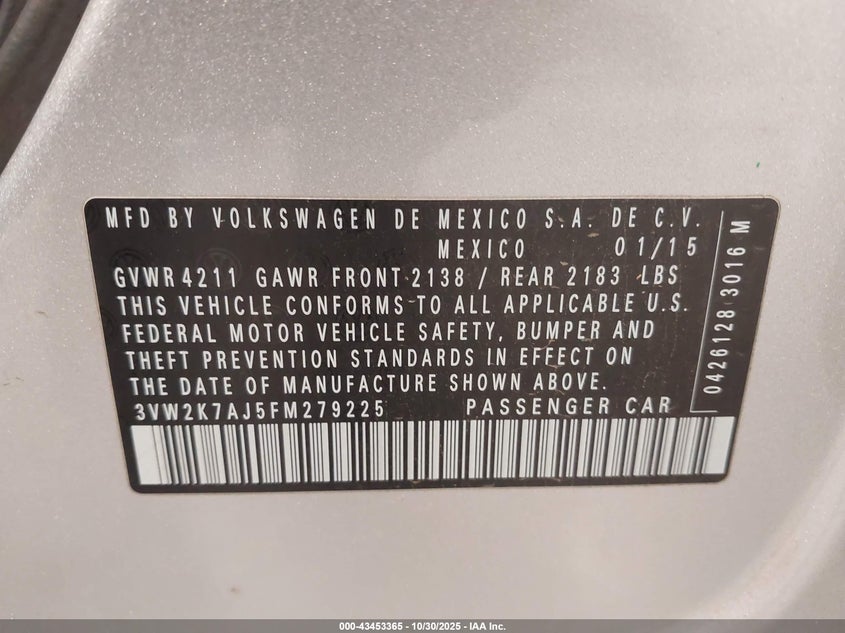 MFD BY VOLKSWAGEN DE MEXICO S.A. DE C.V.
MEXICO 01/15
GVWR 4211 GAWR FRONT 2138 / REAR 2183 LBS
THIS VEHICLE CONFORMS TO ALL APPLICABLE U.S.
FEDERAL MOTOR VEHICLE SAFETY, BUMPER AND
THEFT PREVENTION STANDARDS IN EFFECT ON
THE DATE OF MANUFACTURE SHOWN ABOVE.
3VW2K7AJ5FM279225 PASSENGER CAR
0426128 3016 M
000-43453365 - 10/30/2025 - IAA Inc.